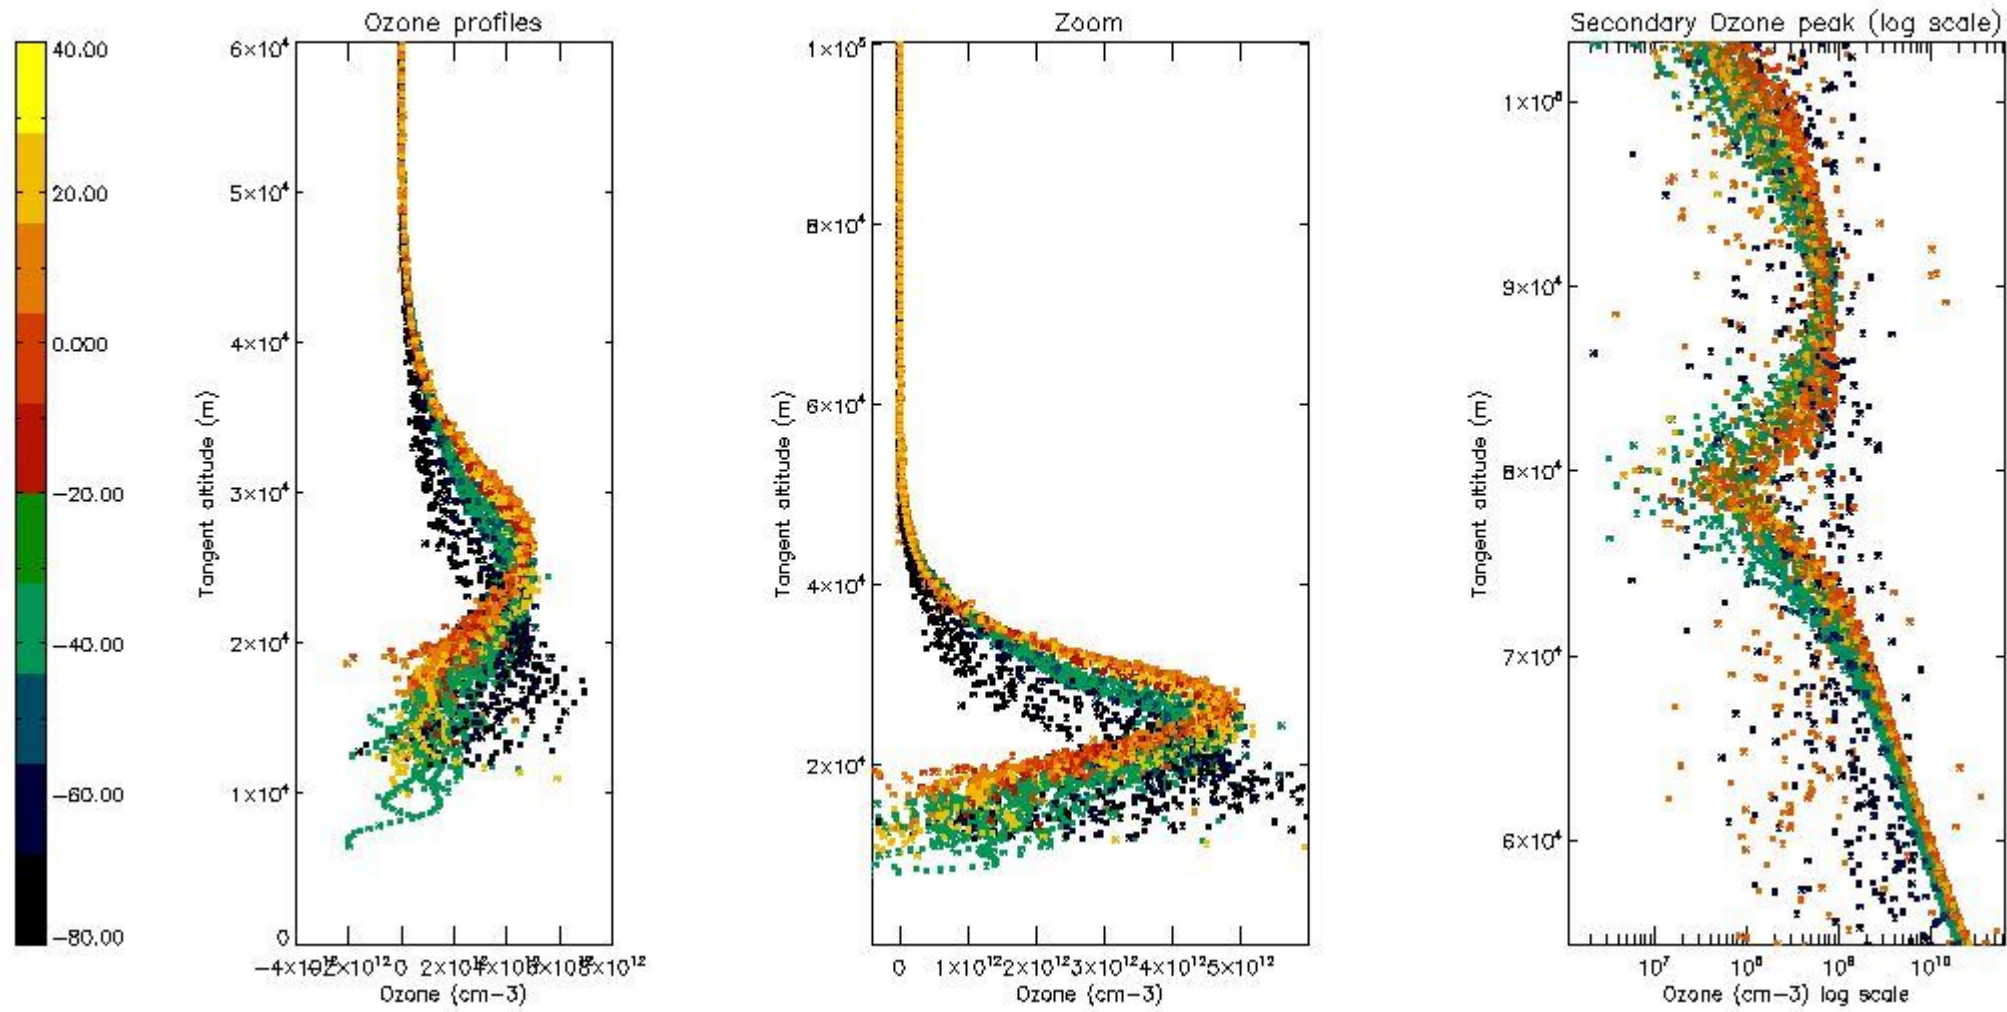 Ozone profiles
Zoom
Secondary Ozone peak (log scale)
40.00
20.00
0.000
−20.00
−40.00
−60.00
−80.00
6×10⁴
5×10⁴
4×10⁴
3×10⁴
2×10⁴
1×10⁴
0
Tangent altitude (m)
0
Ozone (cm−3)
1×10⁵
8×10⁴
6×10⁴
4×10⁴
2×10⁴
Tangent altitude (m)
0 1×10¹² 2×10¹² 3×10¹² 4×10¹² 5×10¹²
Ozone (cm−3)
9×10⁴
8×10⁴
7×10⁴
6×10⁴
Tangent altitude (m)
10⁷ 10⁸ 10⁹ 10¹⁰
Ozone (cm−3) log scale